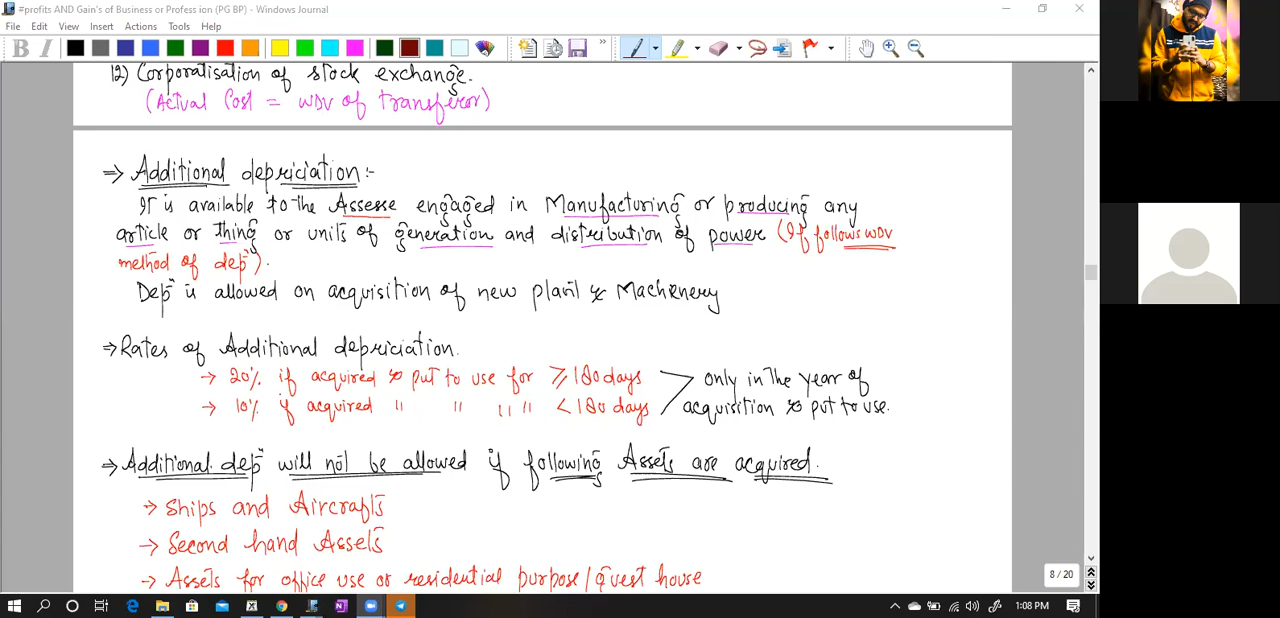 #profits AND Gain's of Business or Profess ion (PG BP) - Windows Journal
File Edit View Insert Actions Tools Help
B I
12) Corporatisation of stock exchange.
(Actual Cost = WDV of transferor)
⇒ Additional depriciation:-
It is available to the Assesse engaged in Manufacturing or producing any
article or thing or units of generation and distribution of power (If follows WDV
method of depⁿ).
Depⁿ is allowed on acquisition of new plant & Machenery
⇒ Rates of Additional depriciation.
→ 20% if acquired & put to use for ≥ 180 days
→ 10% if acquired " " " " < 180 days
only in the year of
acquisition & put to use.
⇒ Additional depⁿ will not be allowed if following Assets are acquired.
→ Ships and Aircrafts
→ Second hand Assets
→ Assets for office use or residential purpose/guest house
8 / 20
1:08 PM